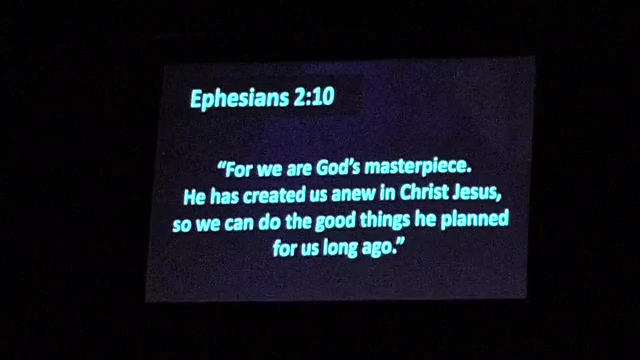 Ephesians 2:10
“For we are God’s masterpiece.
He has created us anew in Christ Jesus,
so we can do the good things he planned
for us long ago.”